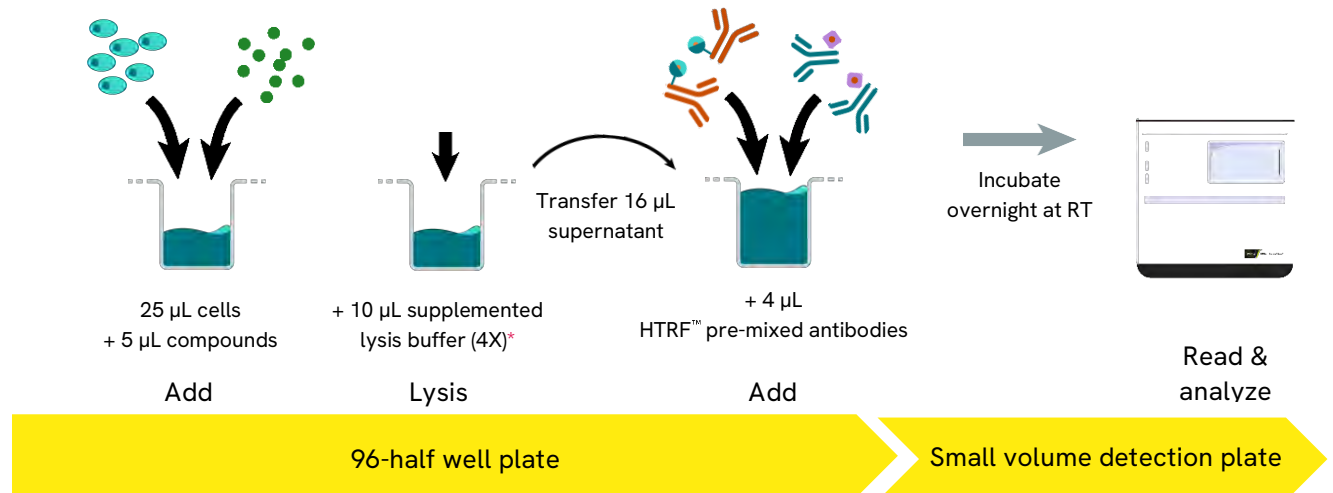 25 µL cells
+ 5 µL compounds
Add
+ 10 µL supplemented
lysis buffer (4X)*
Lysis
Transfer 16 µL
supernatant
+ 4 µL
HTRF™ pre-mixed antibodies
Add
Incubate
overnight at RT
Read &
analyze
96-half well plate
Small volume detection plate